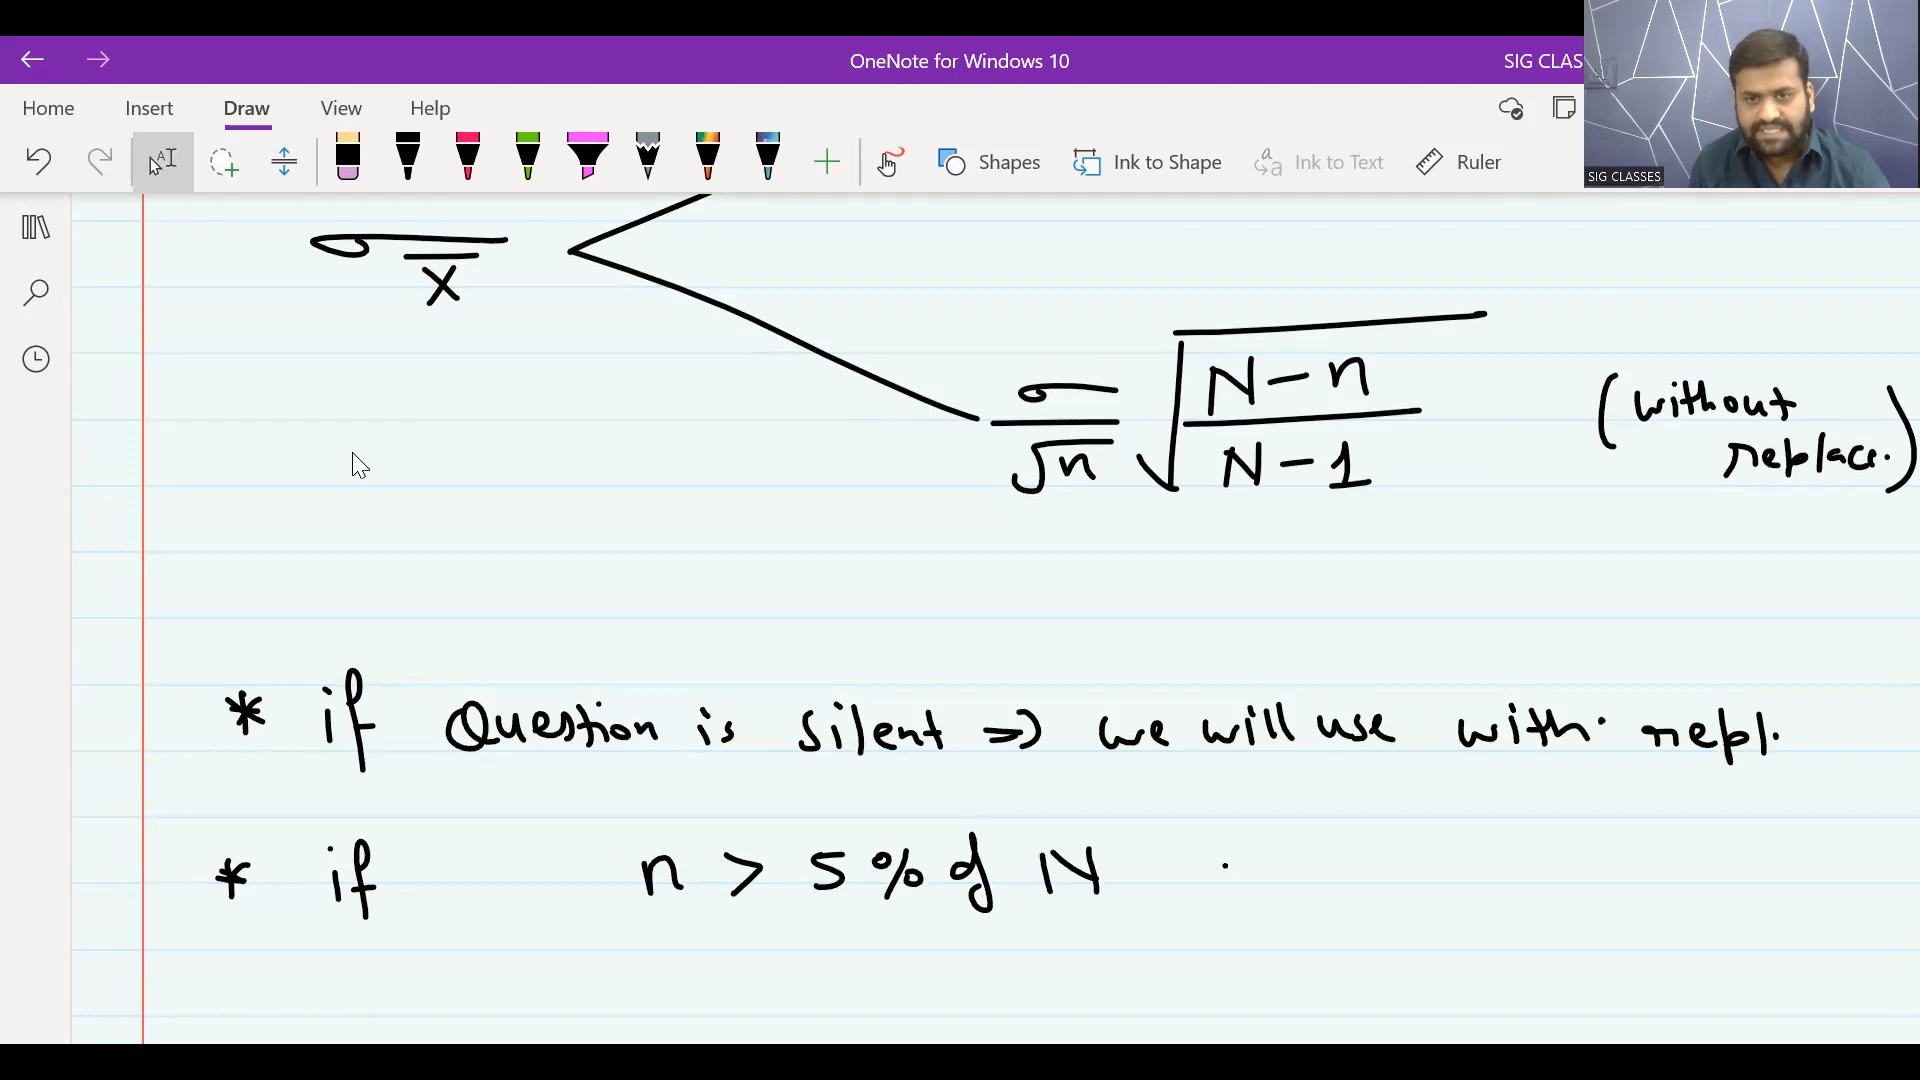 OneNote for Windows 10
SIG CLAS
Home Insert Draw View Help
Shapes Ink to Shape Ink to Text Ruler
SIG CLASSES
σ x̄
σ/√n √(N-n/N-1) (without replace.)
* if Question is silent ⇒ we will use with. repl.
* if n > 5% of N